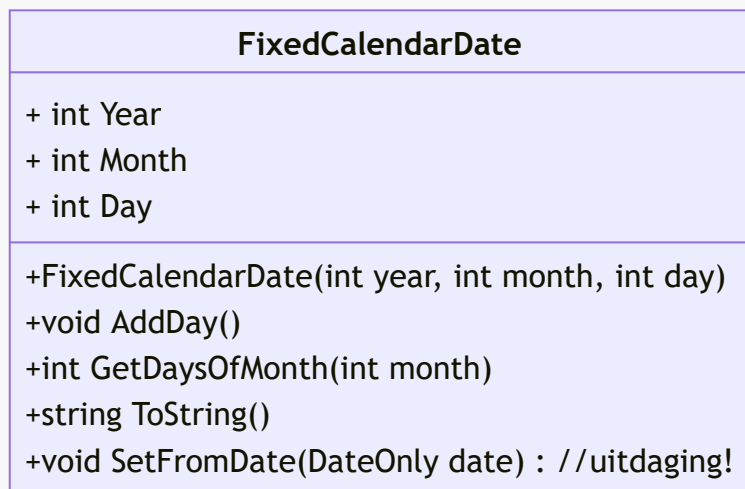 FixedCalendarDate
+ int Year
+ int Month
+ int Day
+FixedCalendarDate(int year, int month, int day)
+void AddDay()
+int GetDaysOfMonth(int month)
+string ToString()
+void SetFromDate(DateOnly date) : //uitdaging!